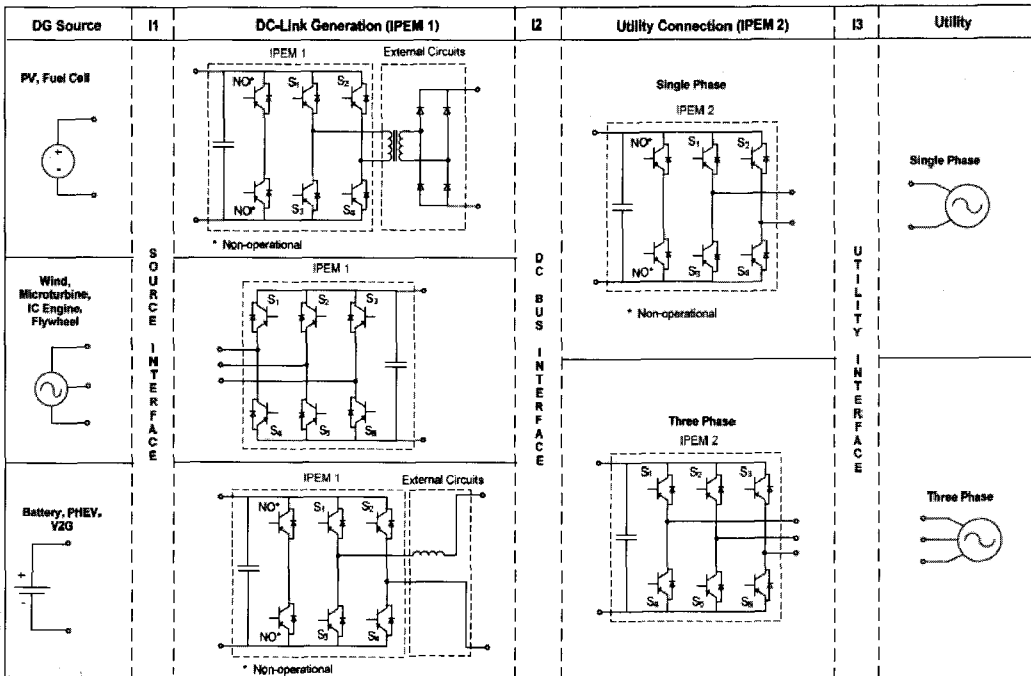 DG Source
I1
DC-Link Generation (IPEM 1)
I2
Utility Connection (IPEM 2)
I3
Utility
PV, Fuel Cell
+
-
IPEM 1
External Circuits
NO*
S1
S2
NO*
S3
S4
* Non-operational
Wind,
Microturbine,
IC Engine,
Flywheel
IPEM 1
S1
S2
S3
S4
S5
S6
Battery, PHEV,
V2G
+
-
IPEM 1
External Circuits
NO*
S1
S2
NO*
S3
S4
* Non-operational
SOURCE INTERFACE
DC BUS INTERFACE
Single Phase
IPEM 2
NO*
S1
S2
NO*
S3
S4
* Non-operational
Three Phase
IPEM 2
S1
S2
S3
S4
S5
S6
UTILITY INTERFACE
Single Phase
Three Phase